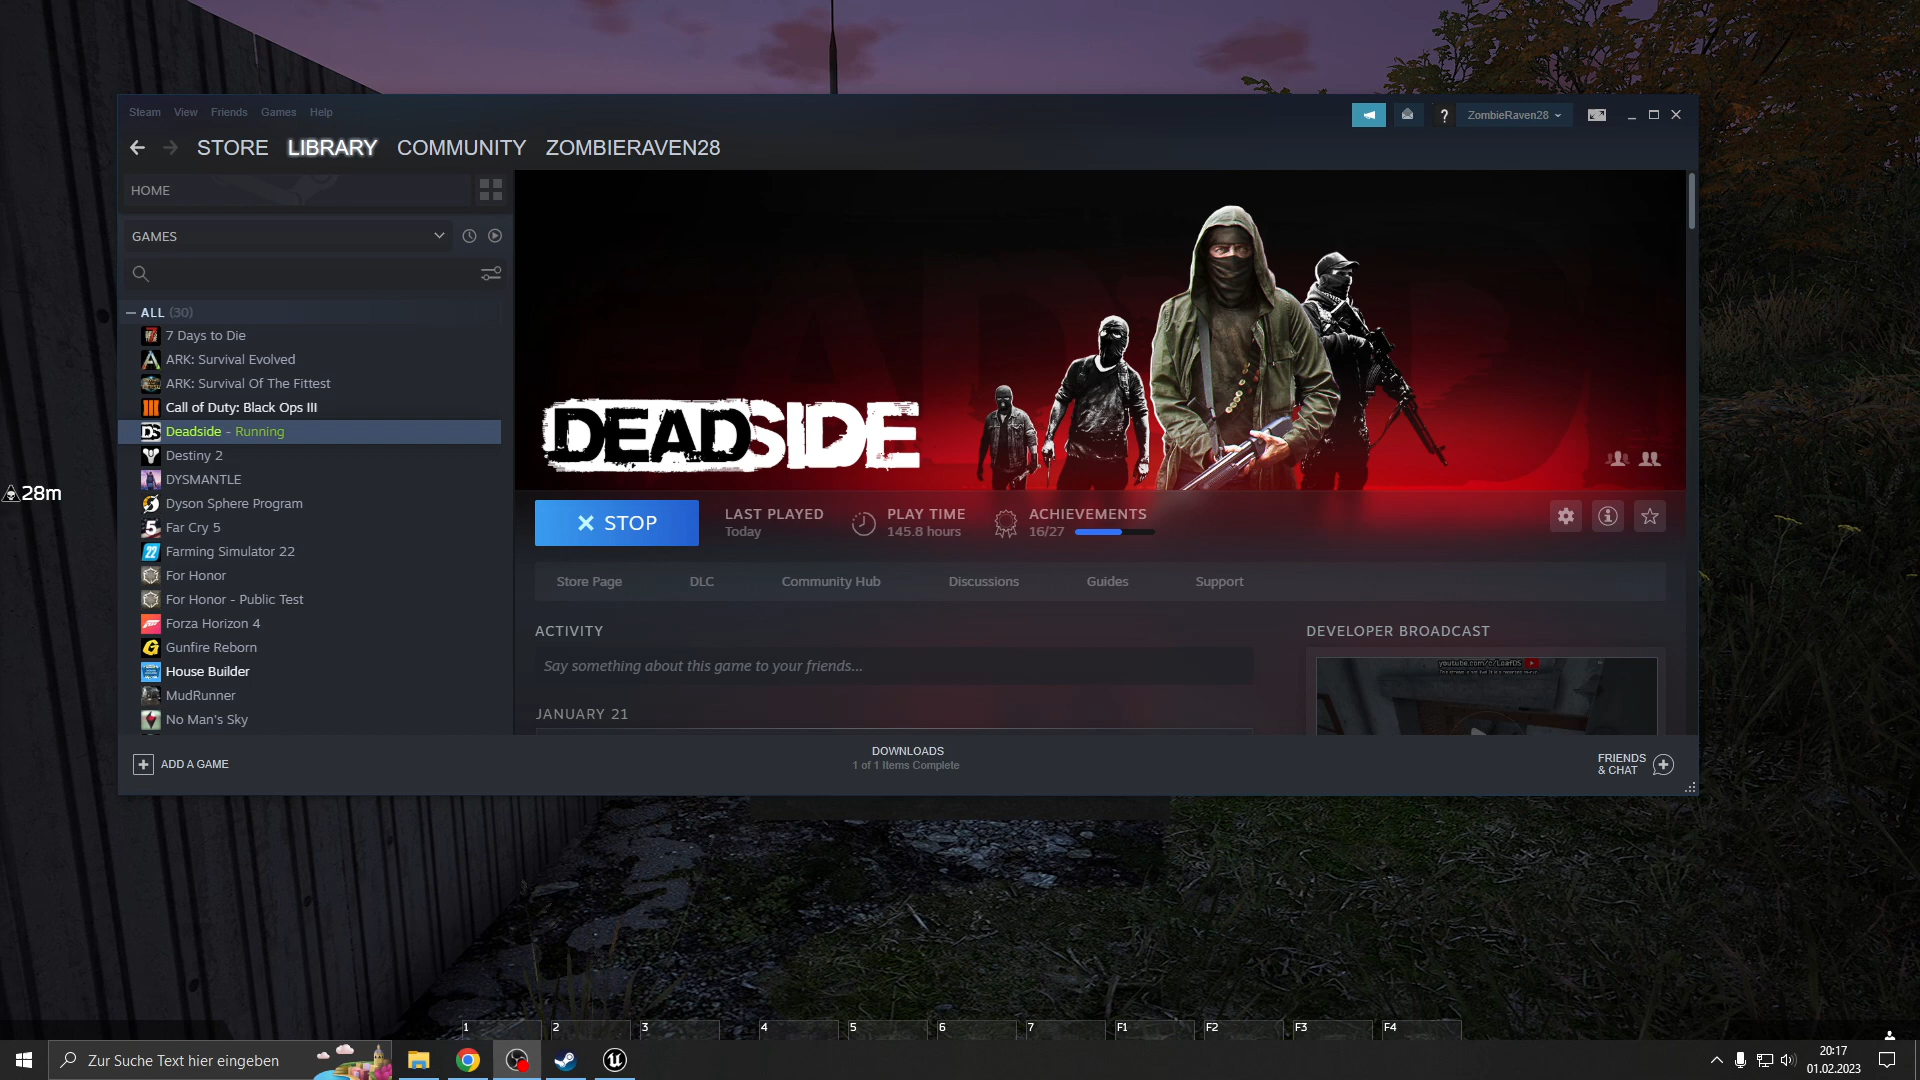 Steam View Friends Games Help
? ZombieRaven28
STORE LIBRARY COMMUNITY ZOMBIERAVEN28
HOME
GAMES
ALL (30)
7 Days to Die
ARK: Survival Evolved
ARK: Survival Of The Fittest
Call of Duty: Black Ops III
Deadside - Running
Destiny 2
DYSMANTLE
Dyson Sphere Program
Far Cry 5
Farming Simulator 22
For Honor
For Honor - Public Test
Forza Horizon 4
Gunfire Reborn
House Builder
MudRunner
No Man's Sky
28m
DEADSIDE
STOP
LAST PLAYED
Today
PLAY TIME
145.8 hours
ACHIEVEMENTS
16/27
Store Page DLC Community Hub Discussions Guides Support
ACTIVITY
Say something about this game to your friends...
JANUARY 21
DEVELOPER BROADCAST
youtube.com/c/LoafDS
ADD A GAME
DOWNLOADS
1 of 1 Items Complete
FRIENDS
& CHAT
1 2 3 4 5 6 7 F1 F2 F3 F4
Zur Suche Text hier eingeben
20:17
01.02.2023